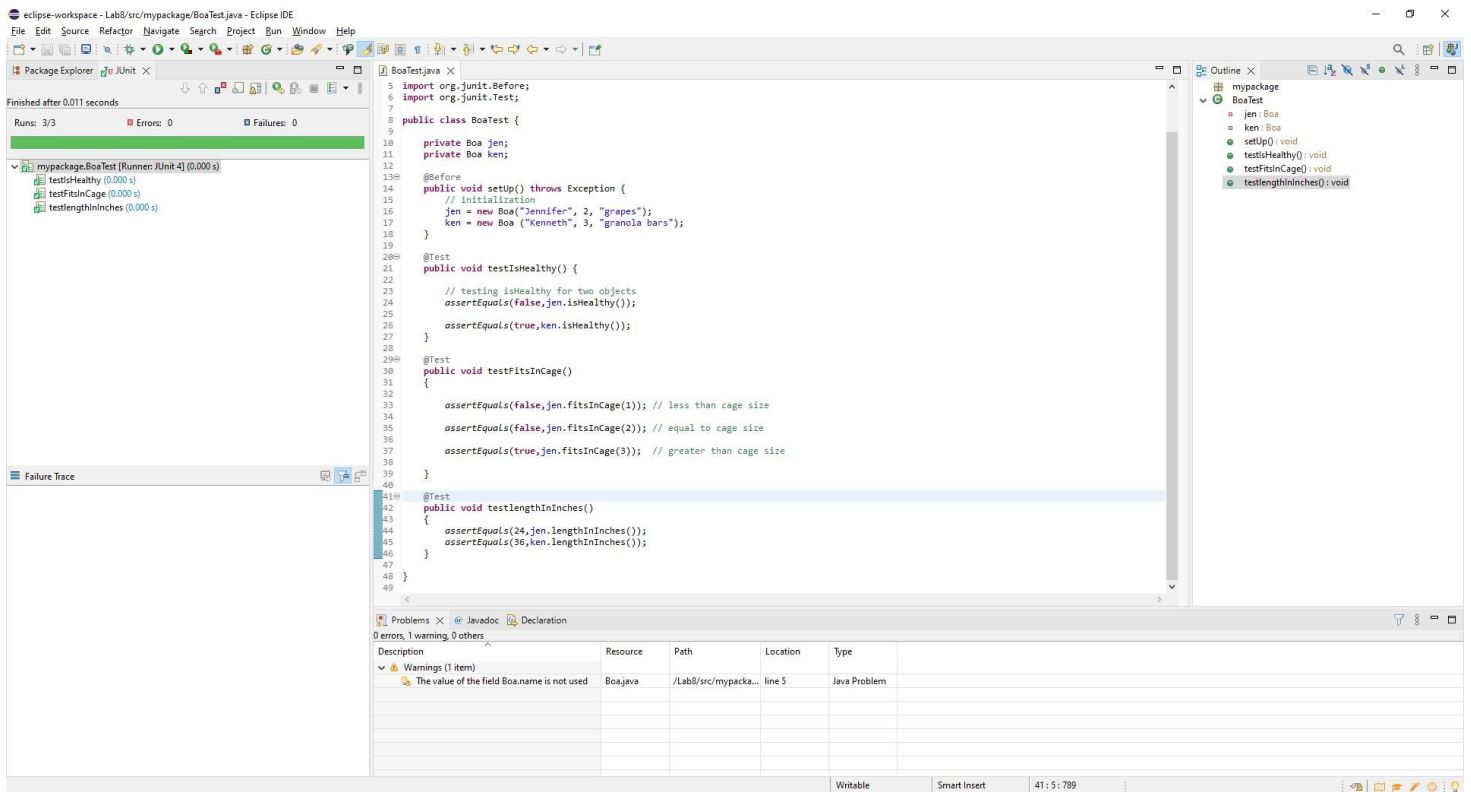 eclipse-workspace - Lab8/src/mypackage/BoaTest.java - Eclipse IDE
File Edit Source Refactor Navigate Search Project Run Window Help
Package Explorer JUnit
Finished after 0.011 seconds
Runs: 3/3 Errors: 0 Failures: 0
mypackage.BoaTest [Runner: JUnit 4] (0.000 s)
testIsHealthy (0.000 s)
testFitsInCage (0.000 s)
testlengthInInches (0.000 s)
Failure Trace
BoaTest.java
5 import org.junit.Before;
6 import org.junit.Test;
7
8 public class BoaTest {
9
10 private Boa jen;
11 private Boa ken;
12
13 @Before
14 public void setUp() throws Exception {
15 // initialization
16 jen = new Boa("Jennifer", 2, "grapes");
17 ken = new Boa ("Kenneth", 3, "granola bars");
18 }
19
20 @Test
21 public void testIsHealthy() {
22
23 // testing isHealthy for two objects
24 assertEquals(false,jen.isHealthy());
25
26 assertEquals(true,ken.isHealthy());
27 }
28
29 @Test
30 public void testFitsInCage()
31 {
32
33 assertEquals(false,jen.fitsInCage(1)); // less than cage size
34
35 assertEquals(false,jen.fitsInCage(2)); // equal to cage size
36
37 assertEquals(true,jen.fitsInCage(3)); // greater than cage size
38
39 }
40
41 @Test
42 public void testlengthInInches()
43 {
44 assertEquals(24,jen.lengthInInches());
45 assertEquals(36,ken.lengthInInches());
46 }
47
48 }
49
Outline
mypackage
BoaTest
jen : Boa
ken : Boa
setUp() : void
testIsHealthy() : void
testFitsInCage() : void
testlengthInInches() : void
Problems Javadoc Declaration
0 errors, 1 warning, 0 others
Description Resource Path Location Type
Warnings (1 item)
The value of the field Boa.name is not used Boa.java /Lab8/src/mypacka... line 5 Java Problem
Writable Smart Insert 41 : 5 : 789